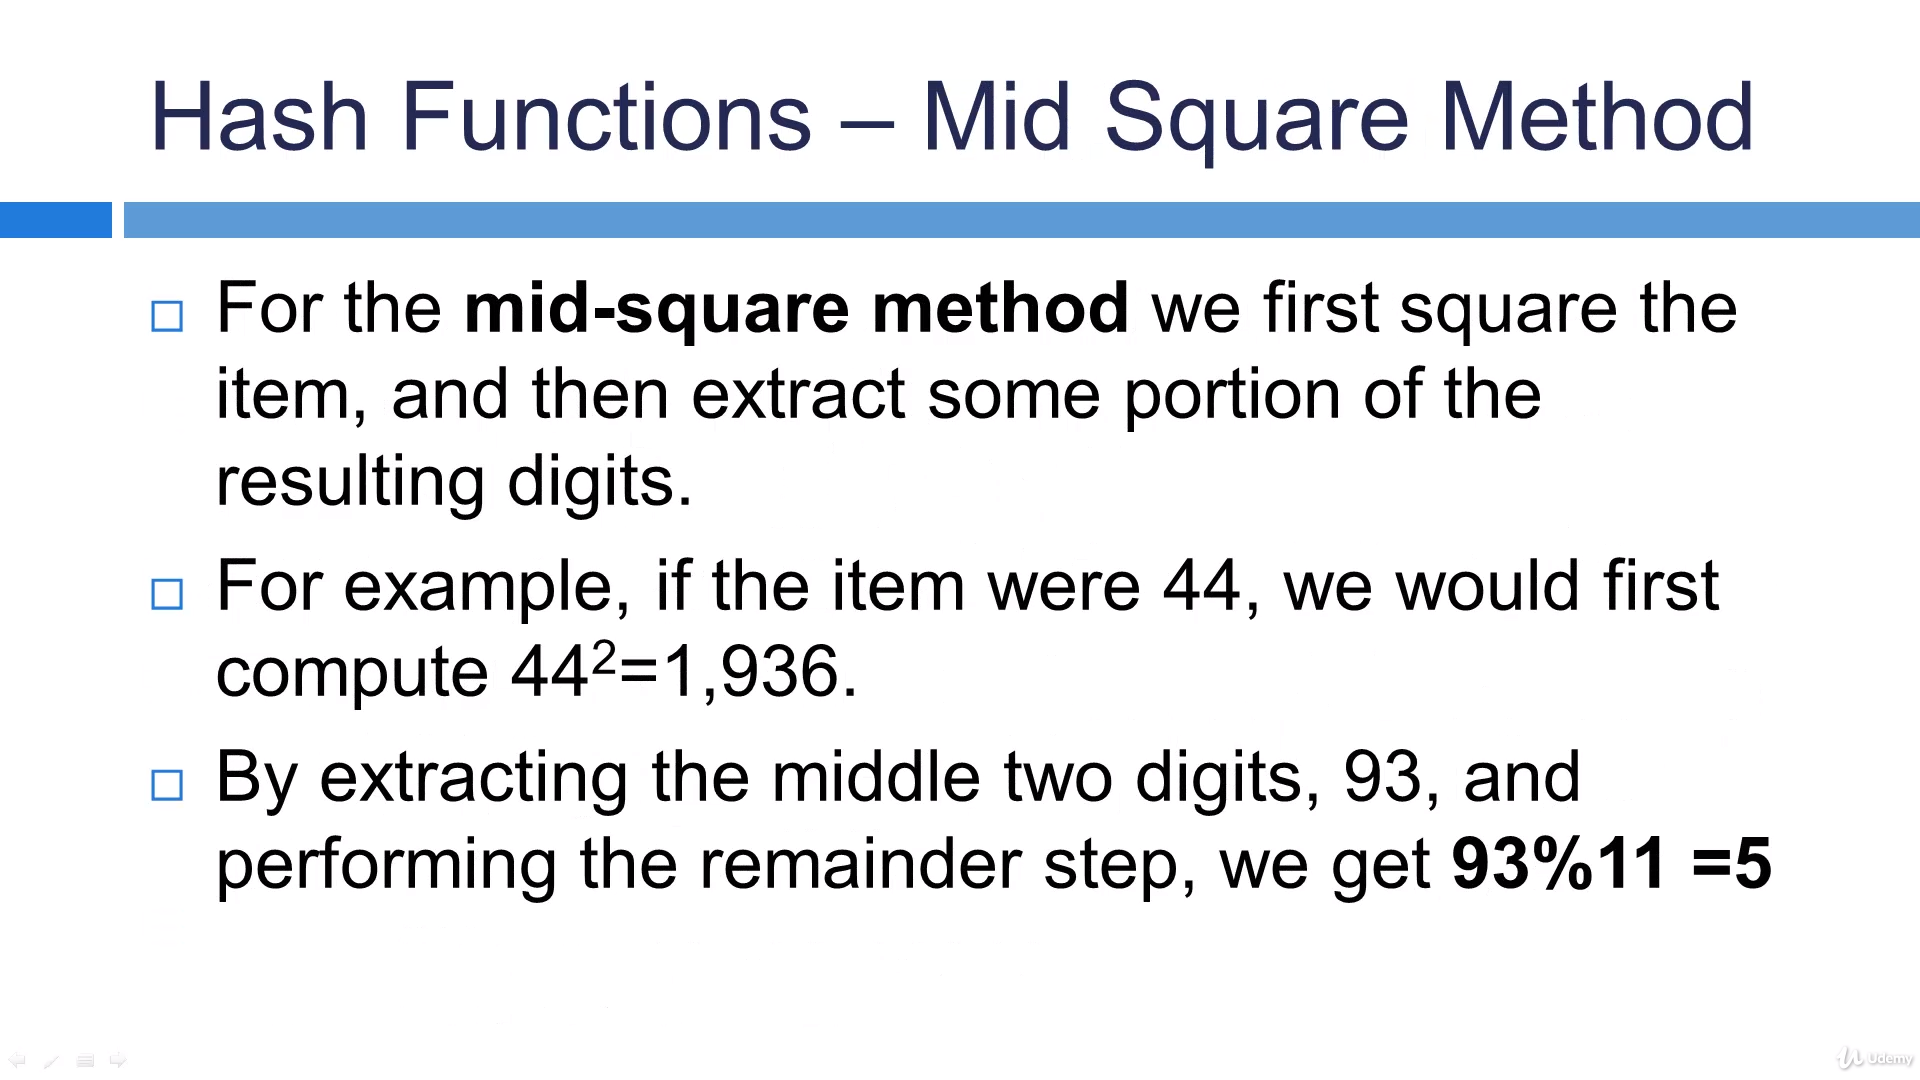 Hash Functions – Mid Square Method
For the mid-square method we first square the
item, and then extract some portion of the
resulting digits.
For example, if the item were 44, we would first
compute 44²=1,936.
By extracting the middle two digits, 93, and
performing the remainder step, we get 93%11 =5
Udemy